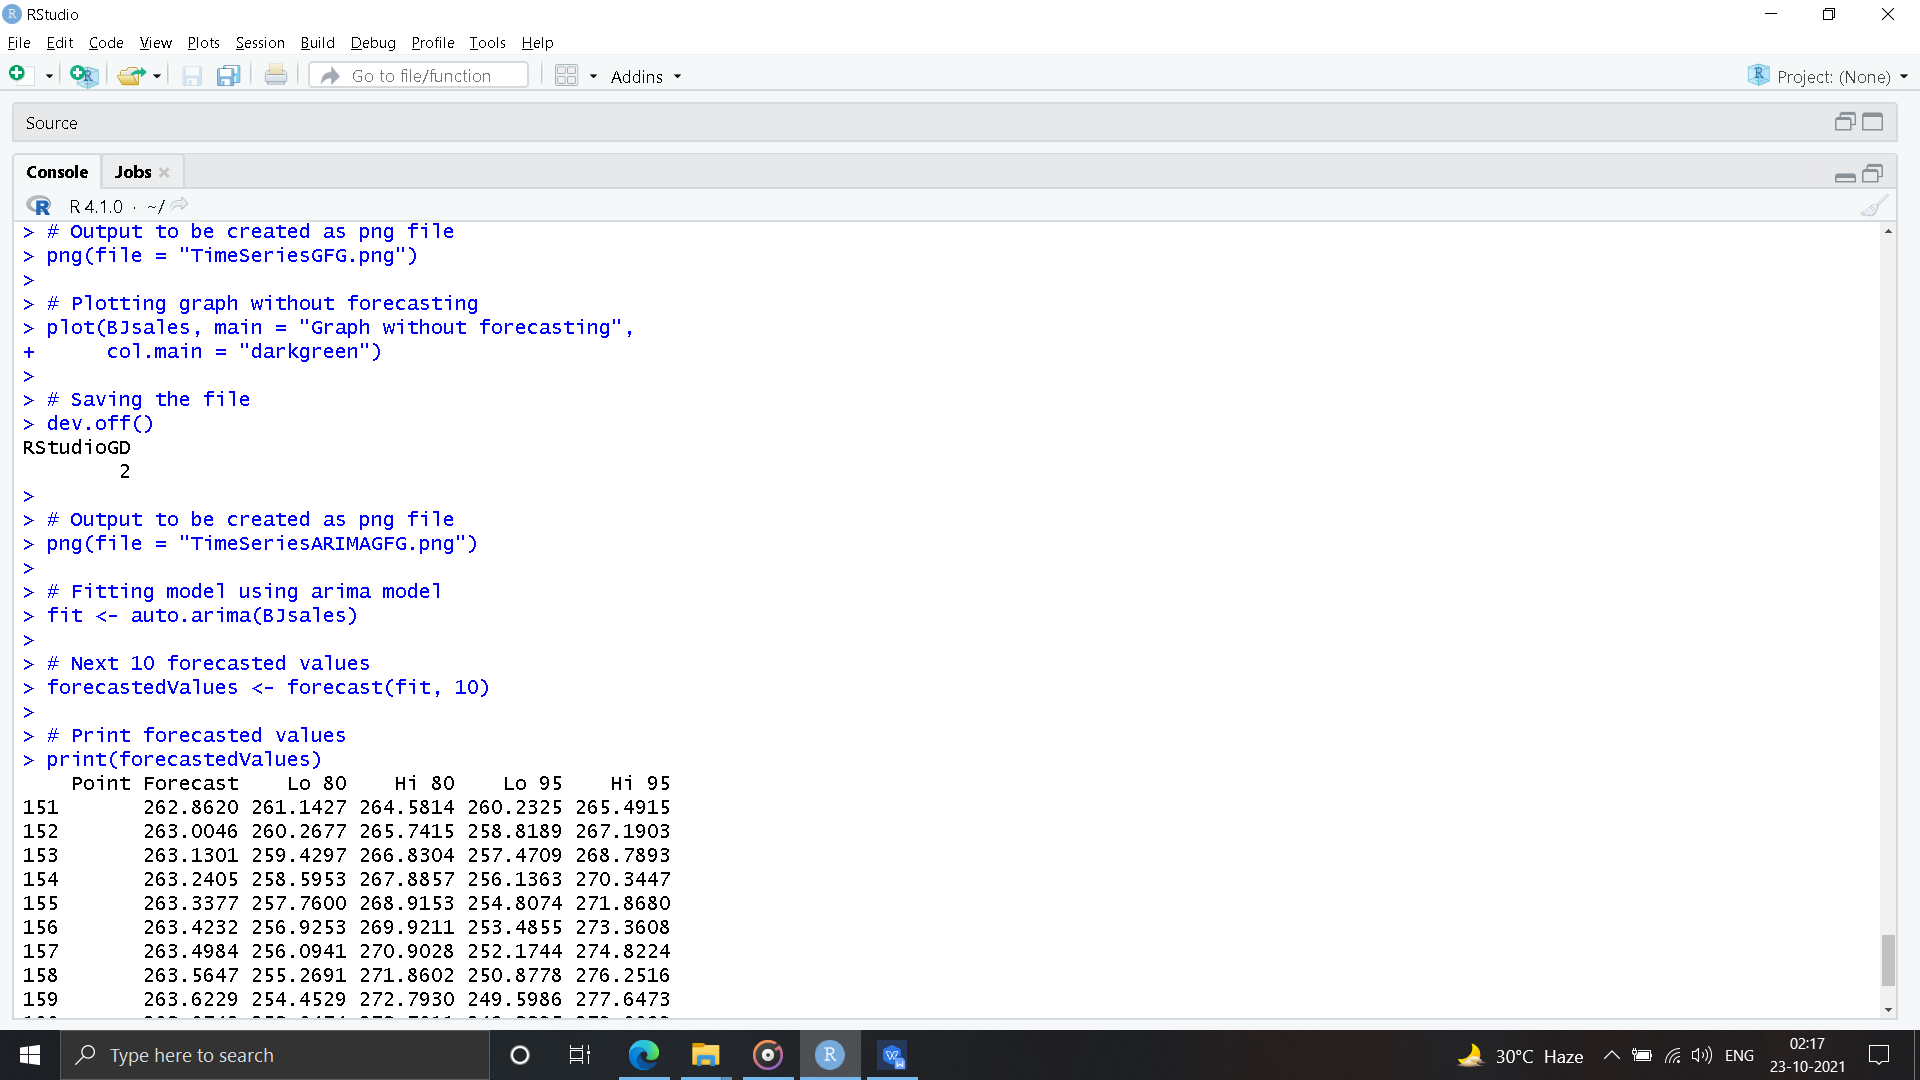 RStudio
File Edit Code View Plots Session Build Debug Profile Tools Help
Go to file/function Addins Project: (None)
Source
Console Jobs
R 4.1.0 · ~/
> # Output to be created as png file
> png(file = "TimeSeriesGFG.png")
>
> # Plotting graph without forecasting
> plot(BJsales, main = "Graph without forecasting",
+      col.main = "darkgreen")
>
> # Saving the file
> dev.off()
RStudioGD
        2
>
> # Output to be created as png file
> png(file = "TimeSeriesARIMAGFG.png")
>
> # Fitting model using arima model
> fit <- auto.arima(BJsales)
>
> # Next 10 forecasted values
> forecastedValues <- forecast(fit, 10)
>
> # Print forecasted values
> print(forecastedValues)
    Point Forecast    Lo 80    Hi 80    Lo 95    Hi 95
151       262.8620 261.1427 264.5814 260.2325 265.4915
152       263.0046 260.2677 265.7415 258.8189 267.1903
153       263.1301 259.4297 266.8304 257.4709 268.7893
154       263.2405 258.5953 267.8857 256.1363 270.3447
155       263.3377 257.7600 268.9153 254.8074 271.8680
156       263.4232 256.9253 269.9211 253.4855 273.3608
157       263.4984 256.0941 270.9028 252.1744 274.8224
158       263.5647 255.2691 271.8602 250.8778 276.2516
159       263.6229 254.4529 272.7930 249.5986 277.6473
Type here to search
30°C Haze
ENG
02:17
23-10-2021